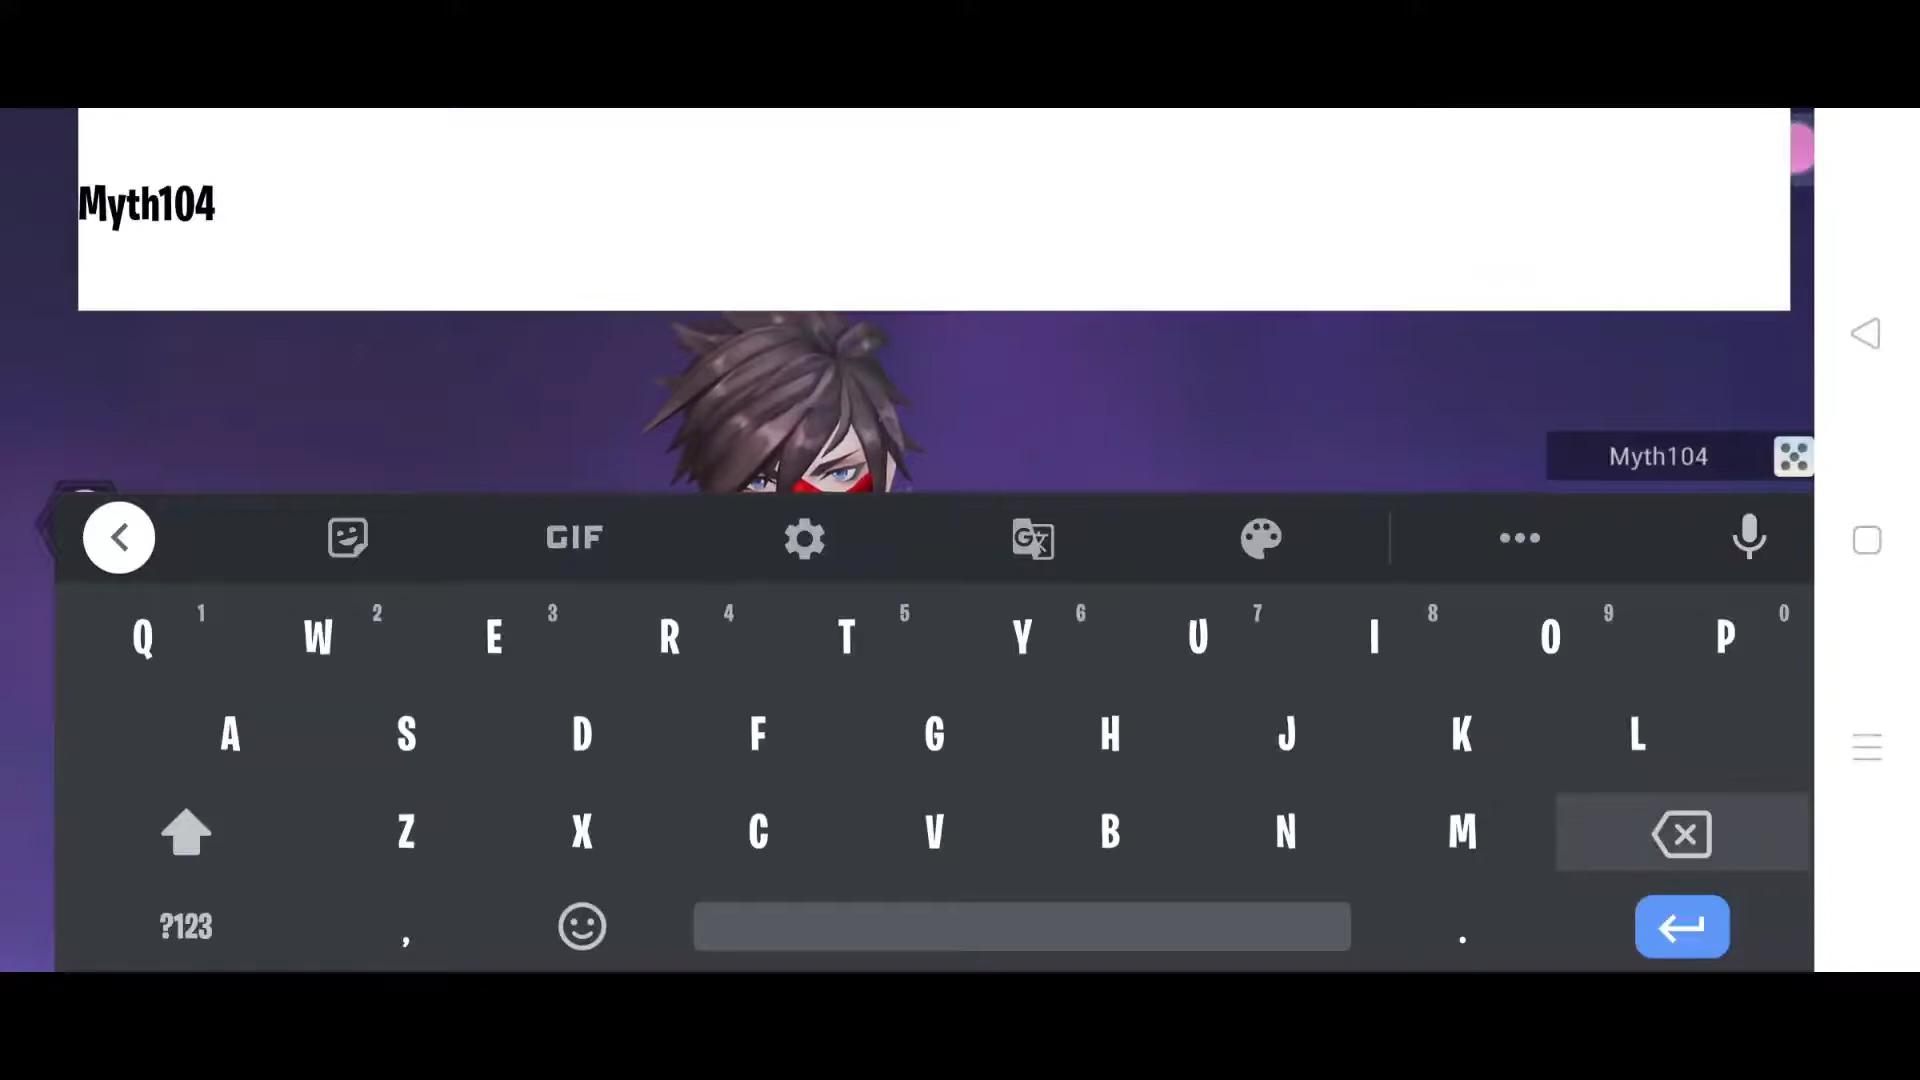 Myth104
Myth104
GIF
Q 1 W 2 E 3 R 4 T 5 Y 6 U 7 I 8 O 9 P 0
A S D F G H J K L
Z X C V B N M
?123 , .